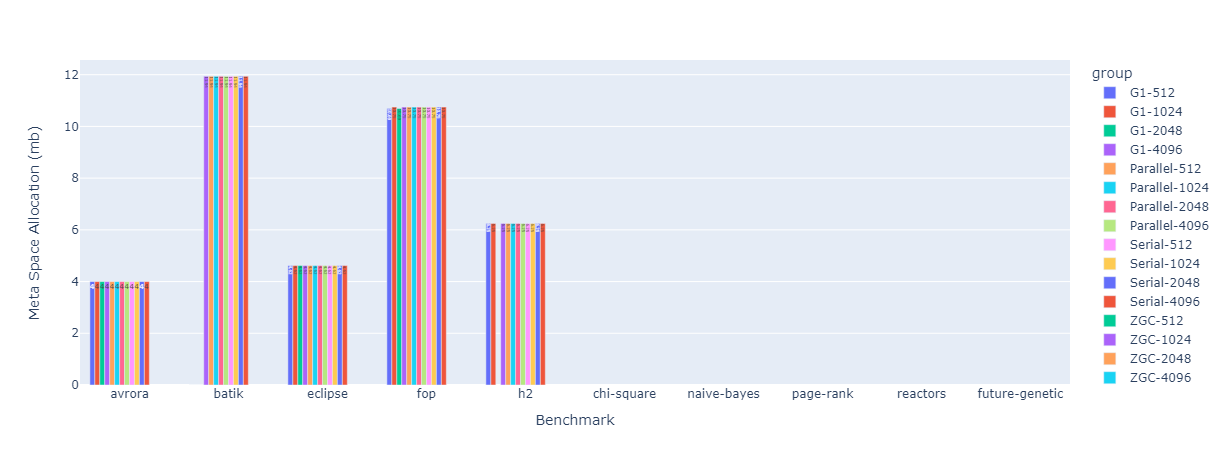 group
G1-512
G1-1024
G1-2048
G1-4096
Parallel-512
Parallel-1024
Parallel-2048
Parallel-4096
Serial-512
Serial-1024
Serial-2048
Serial-4096
ZGC-512
ZGC-1024
ZGC-2048
ZGC-4096
Meta Space Allocation (mb)
12
10
8
6
4
2
0
avrora
batik
eclipse
fop
h2
chi-square
naive-bayes
page-rank
reactors
future-genetic
Benchmark